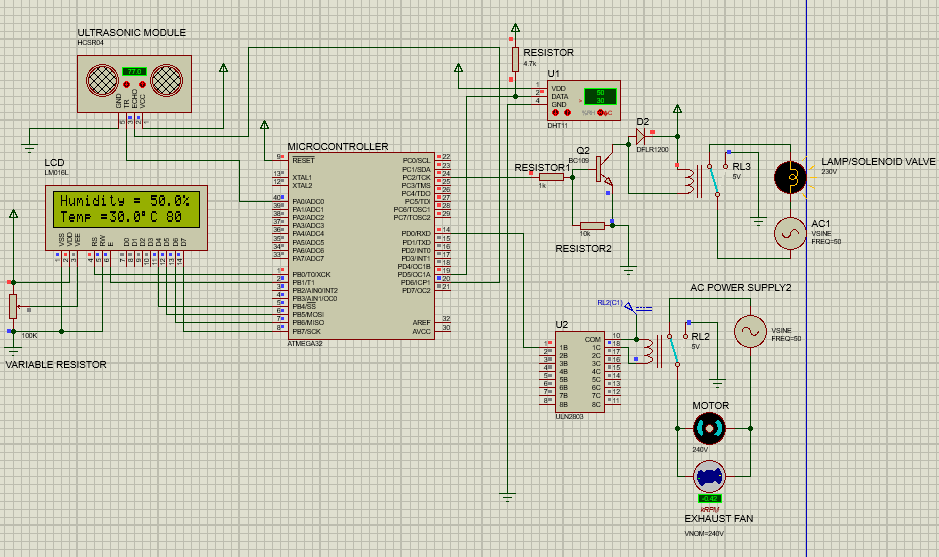 ULTRASONIC MODULE
HCSR04
77.0
GND
TR
ECHO
VCC
5
3
2
1
LCD
LM016L
Humidity = 50.0%
Temp =30.0°C 80
VSS
VDD
VEE
RS
RW
E
D0
D1
D2
D3
D4
D5
D6
D7
1
2
3
4
5
6
7
8
9
10
11
12
13
14
100K
VARIABLE RESISTOR
MICROCONTROLLER
9 RESET PC0/SCL 22
PC1/SDA 23
13 XTAL1 PC2/TCK 24
12 XTAL2 PC3/TMS 25
PC4/TDO 26
40 PA0/ADC0 PC5/TDI 27
39 PA1/ADC1 PC6/TOSC1 28
38 PA2/ADC2 PC7/TOSC2 29
37 PA3/ADC3
36 PA4/ADC4 PD0/RXD 14
35 PA5/ADC5 PD1/TXD 15
34 PA6/ADC6 PD2/INT0 16
33 PA7/ADC7 PD3/INT1 17
PD4/OC1B 18
1 PB0/T0/XCK PD5/OC1A 19
2 PB1/T1 PD6/ICP1 20
3 PB2/AIN0/INT2 PD7/OC2 21
4 PB3/AIN1/OC0
5 PB4/SS
6 PB5/MOSI
7 PB6/MISO AREF 32
8 PB7/SCK AVCC 30
ATMEGA32
RESISTOR
4.7k
U1
1 VDD
2 DATA
4 GND
50
30
DHT11
RESISTOR1
1k
Q2
BC109
D2
DFLR1200
10k
RESISTOR2
RL3
5V
LAMP/SOLENOID VALVE
230V
AC1
VSINE
FREQ=50
AC POWER SUPPLY2
RL2(C1)
U2
COM 10
1 1B 1C 18
2 2B 2C 17
3 3B 3C 16
4 4B 4C 15
5 5B 5C 14
6 6B 6C 13
7 7B 7C 12
8 8B 8C 11
ULN2803
RL2
5V
VSINE
FREQ=50
MOTOR
240V
kRPM
EXHAUST FAN
VNOM=240V